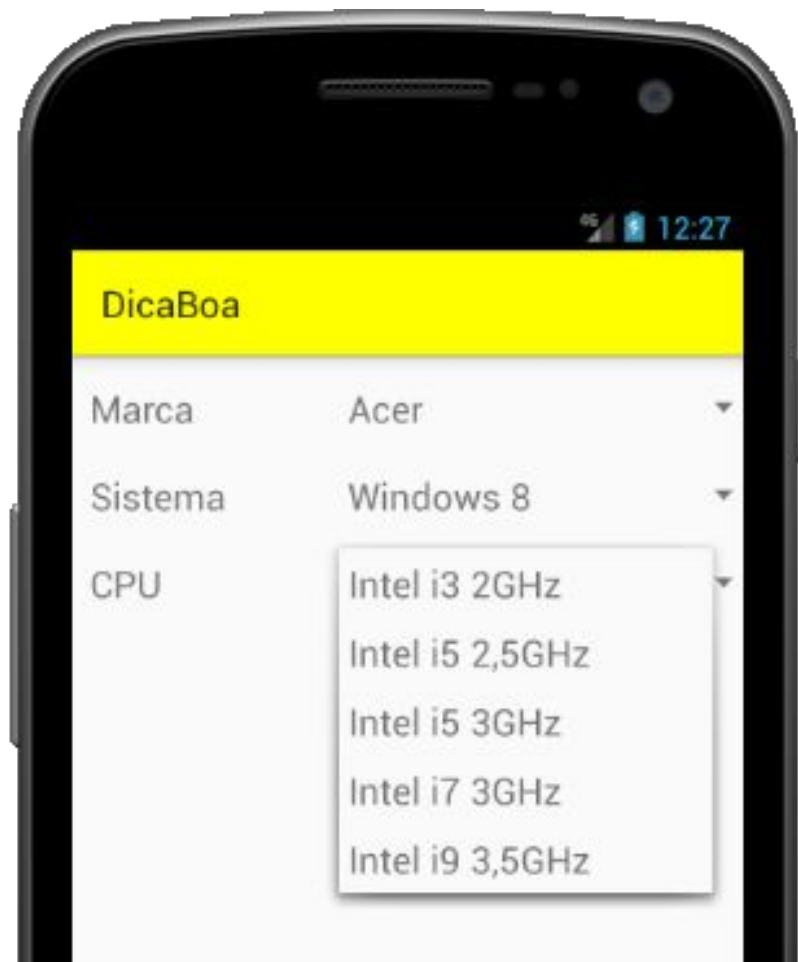 4G 12:27
DicaBoa
Marca Acer
Sistema Windows 8
CPU Intel i3 2GHz
Intel i5 2,5GHz
Intel i5 3GHz
Intel i7 3GHz
Intel i9 3,5GHz